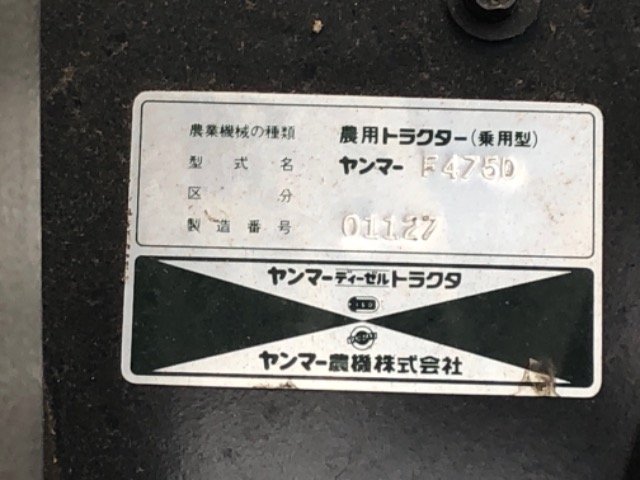 農業機械の種類 農用トラクター(乗用型)
型式名 ヤンマー F475D
区分
製造番号 01127
ヤンマーディーゼルトラクタ
ヤンマー農機株式会社